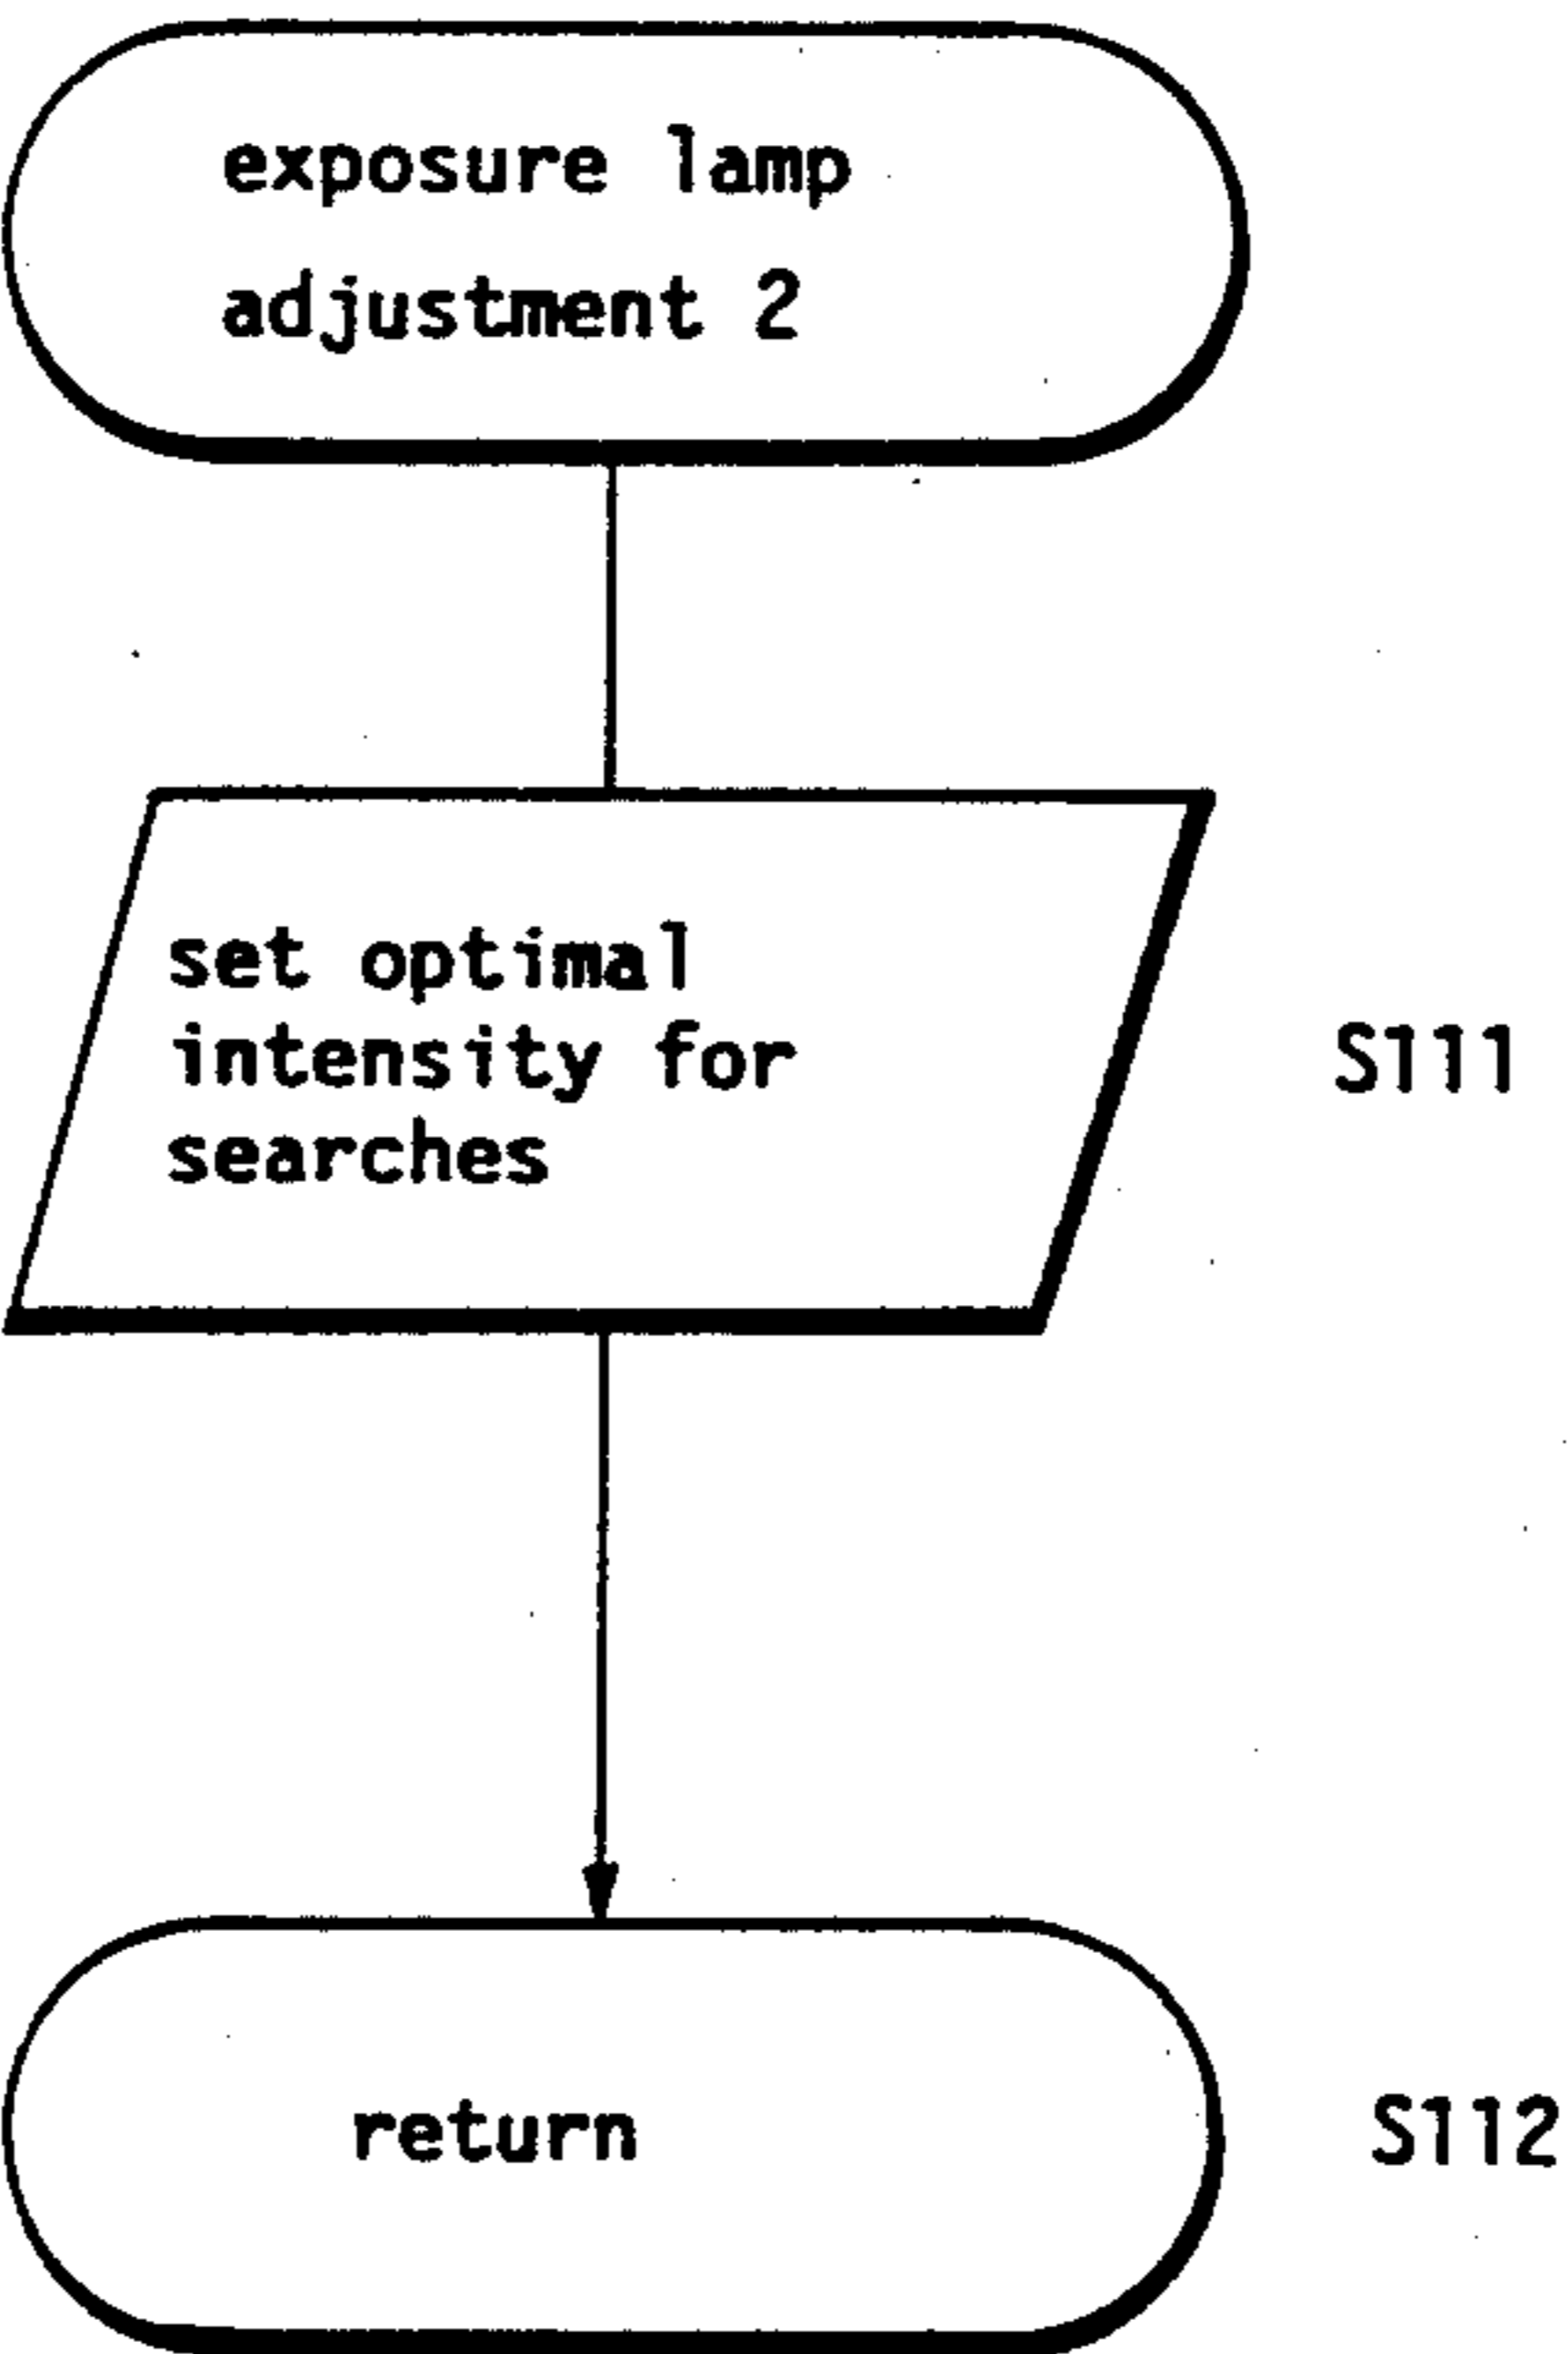 exposure lamp
adjustment 2
set optimal
intensity for
searches
S111
return
S112